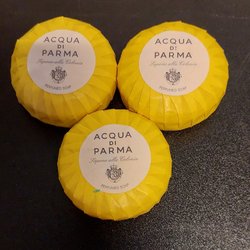 ACQUA
DI
PARMA
Sapone alla Colonia
PERFUMED SOAP
ACQUA
DI
PARMA
Sapone alla Colonia
PERFUMED SOAP
ACQUA
DI
PARMA
Sapone alla Colonia
PERFUMED SOAP